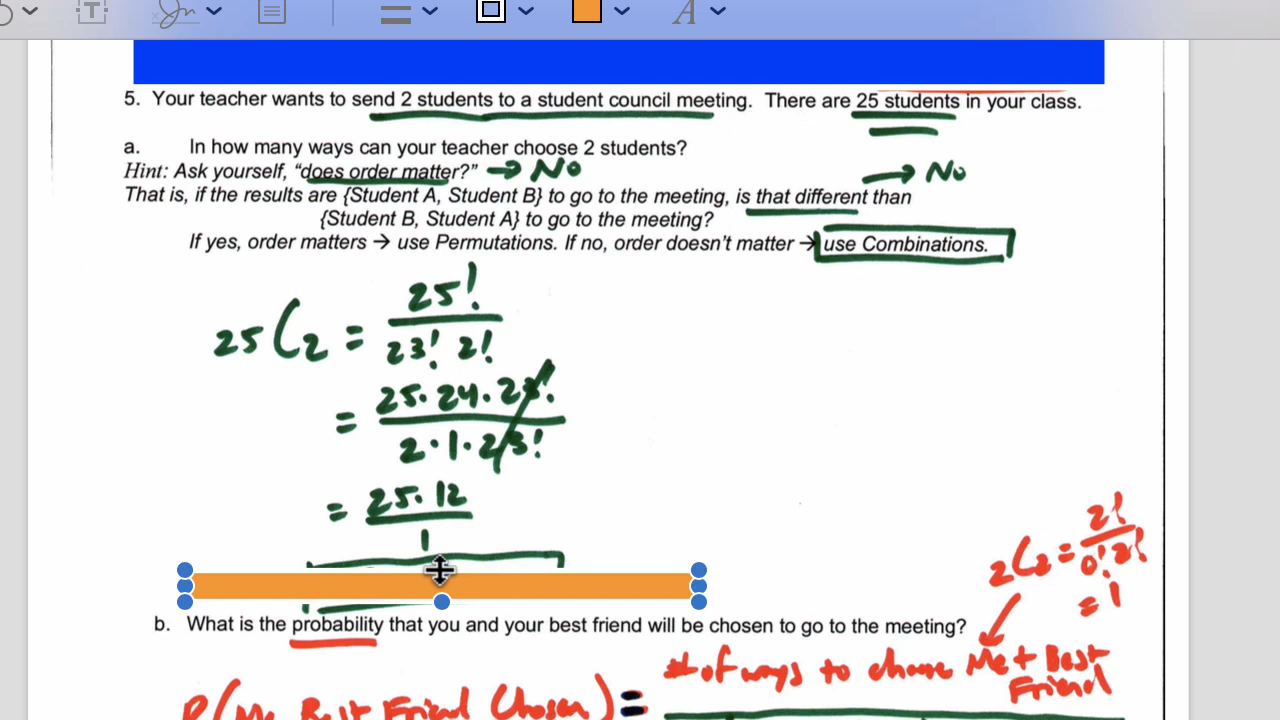 5. Your teacher wants to send 2 students to a student council meeting. There are 25 students in your class.
a. In how many ways can your teacher choose 2 students?
Hint: Ask yourself, “does order matter?” → No → No
That is, if the results are {Student A, Student B} to go to the meeting, is that different than
{Student B, Student A} to go to the meeting?
If yes, order matters → use Permutations. If no, order doesn’t matter → use Combinations.
25C2 = 25! / 23! 2!
= 25·24·23! / 2·1·23!
= 25·12 / 1
2C2 = 2! / 0! 2!
= 1
b. What is the probability that you and your best friend will be chosen to go to the meeting?
# of ways to choose Me + Best
Friend
P(Me Best Friend Chosen) =